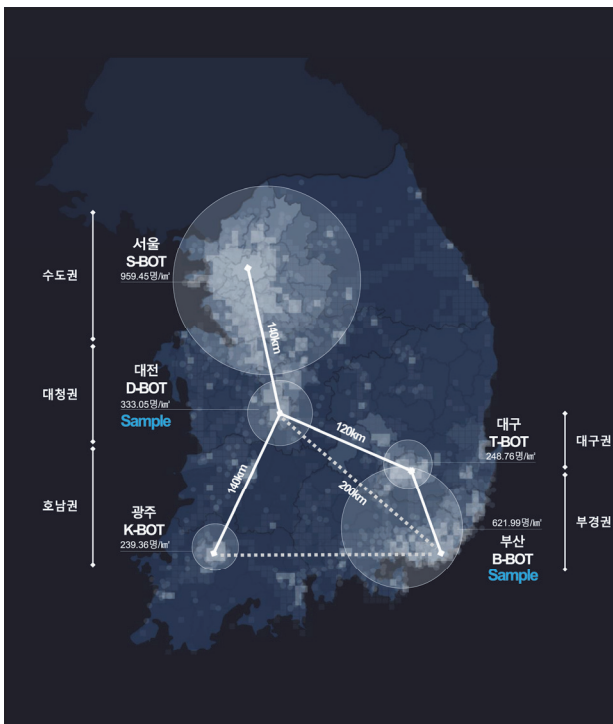 수도권
서울
S-BOT
959.45명/㎢
140km
대청권
대전
D-BOT
333.05명/㎢
Sample
120km
대구
T-BOT
248.76명/㎢
대구권
호남권
140km
200km
광주
K-BOT
239.36명/㎢
621.99명/㎢
부산
B-BOT
Sample
부경권